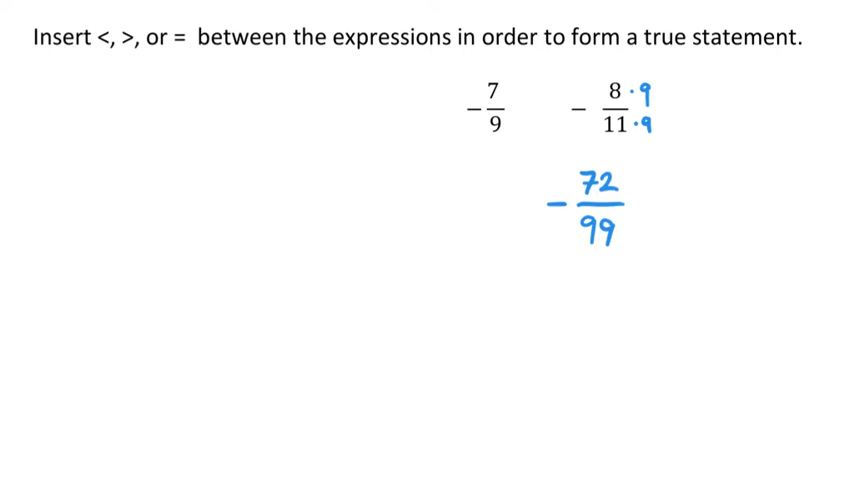 Insert <, >, or = between the expressions in order to form a true statement.
7 8 · 9
− −
9 11 · 9
72
−
99